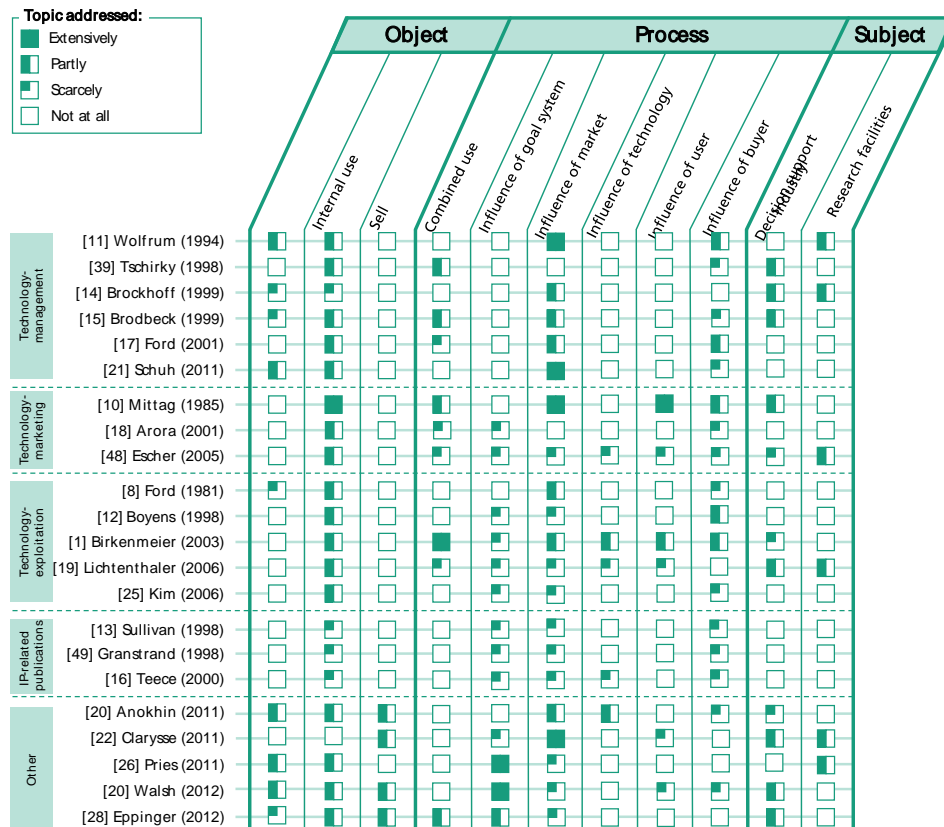 Topic addressed:
Extensively
Partly
Scarcely
Not at all
Object
Process
Subject
Internal use
Sell
Combined use
Influence of goal system
Influence of market
Influence of technology
Influence of user
Influence of buyer
Decision support
Industry
Research facilities
Technology-
management
[11] Wolfrum (1994)
[39] Tschirky (1998)
[14] Brockhoff (1999)
[15] Brodbeck (1999)
[17] Ford (2001)
[21] Schuh (2011)
Technology-
marketing
[10] Mittag (1985)
[18] Arora (2001)
[48] Escher (2005)
Technology-
exploitation
[8] Ford (1981)
[12] Boyens (1998)
[1] Birkenmeier (2003)
[19] Lichtenthaler (2006)
[25] Kim (2006)
IP-related
publications
[13] Sullivan (1998)
[49] Granstrand (1998)
[16] Teece (2000)
Other
[20] Anokhin (2011)
[22] Clarysse (2011)
[26] Pries (2011)
[20] Walsh (2012)
[28] Eppinger (2012)